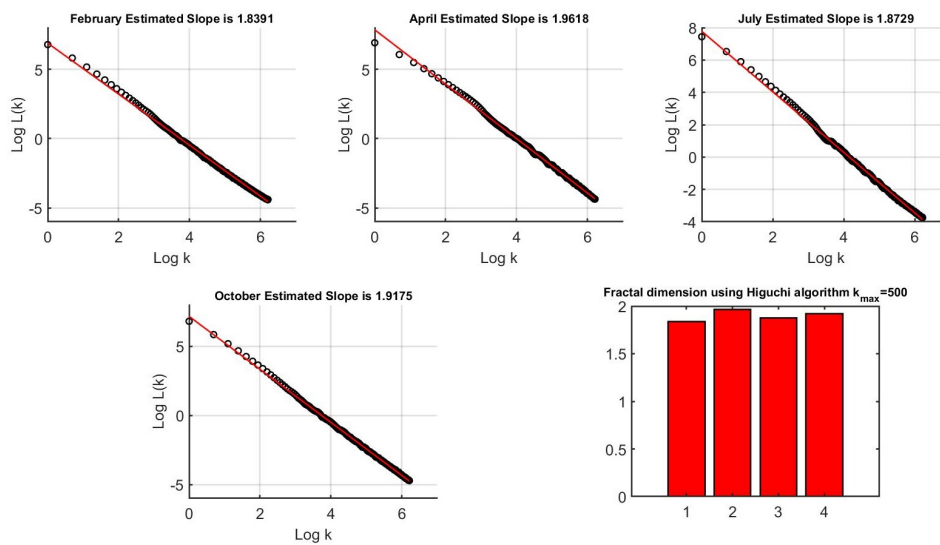 February Estimated Slope is 1.8391
5
0
-5
0 2 4 6
Log L(k)
Log k
April Estimated Slope is 1.9618
5
0
-5
0 2 4 6
Log L(k)
Log k
July Estimated Slope is 1.8729
8
6
4
2
0
-2
-4
0 2 4 6
Log L(k)
Log k
October Estimated Slope is 1.9175
5
0
-5
0 2 4 6
Log L(k)
Log k
Fractal dimension using Higuchi algorithm k_max=500
2
1.5
1
0.5
0
1 2 3 4